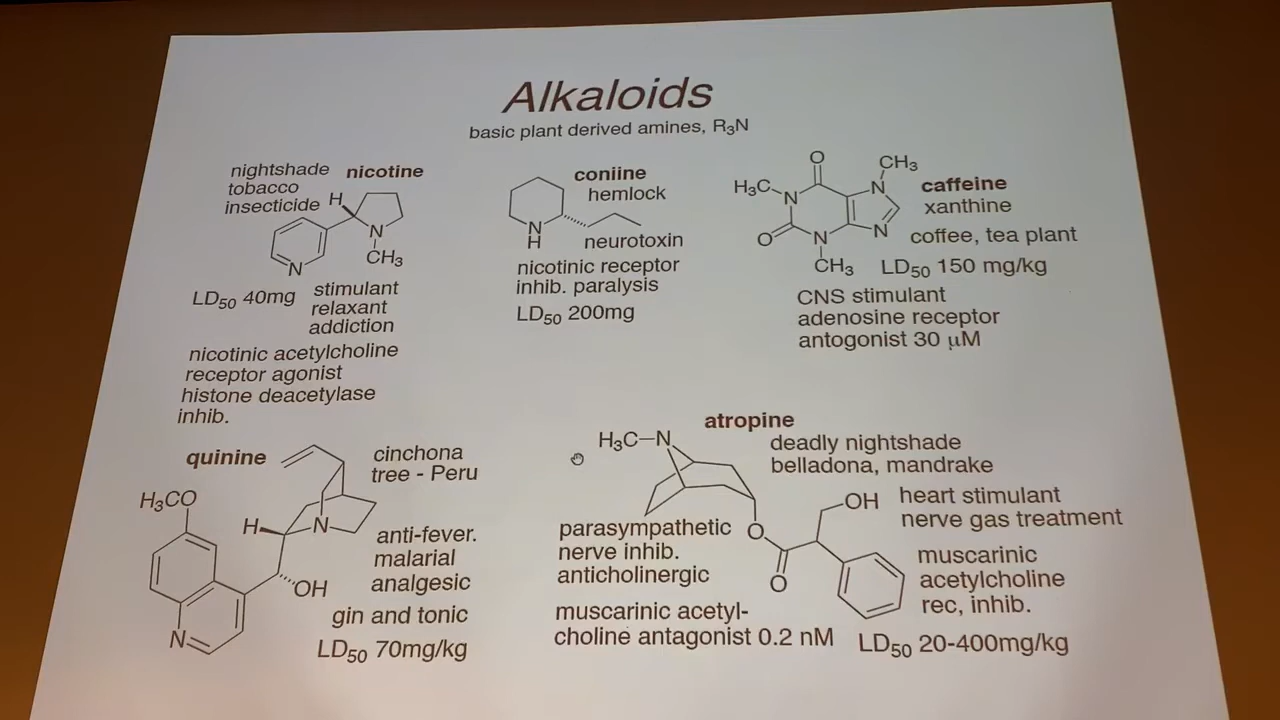 Alkaloids
basic plant derived amines, R₃N
nightshade
tobacco
insecticide
nicotine
H
N
CH₃
N
LD₅₀ 40mg
stimulant
relaxant
addiction
nicotinic acetylcholine
receptor agonist
histone deacetylase
inhib.
coniine
hemlock
N
H
neurotoxin
nicotinic receptor
inhib. paralysis
LD₅₀ 200mg
O
CH₃
H₃C
N
N
caffeine
xanthine
O
N
N
coffee, tea plant
CH₃
LD₅₀ 150 mg/kg
CNS stimulant
adenosine receptor
antogonist 30 µM
quinine
cinchona
tree - Peru
H₃CO
H
N
OH
N
anti-fever.
malarial
analgesic
gin and tonic
LD₅₀ 70mg/kg
atropine
H₃C–N
deadly nightshade
belladona, mandrake
OH
heart stimulant
nerve gas treatment
O
O
parasympathetic
nerve inhib.
anticholinergic
muscarinic
acetylcholine
rec, inhib.
muscarinic acetyl-
choline antagonist 0.2 nM
LD₅₀ 20-400mg/kg